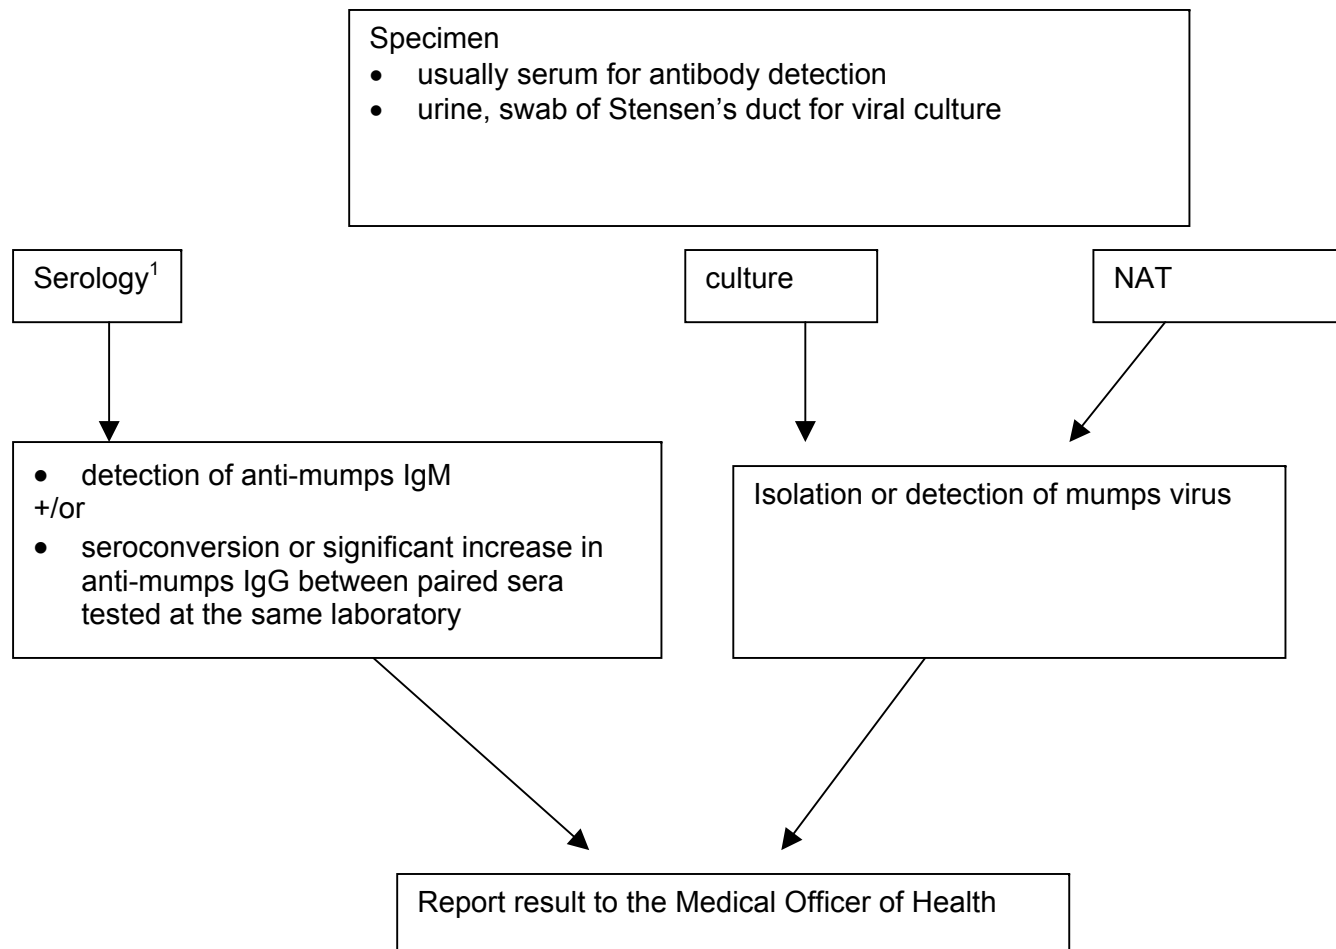 Specimen
• usually serum for antibody detection
• urine, swab of Stensen’s duct for viral culture
Serology¹
culture
NAT
• detection of anti-mumps IgM
+/or
• seroconversion or significant increase in
anti-mumps IgG between paired sera
tested at the same laboratory
Isolation or detection of mumps virus
Report result to the Medical Officer of Health